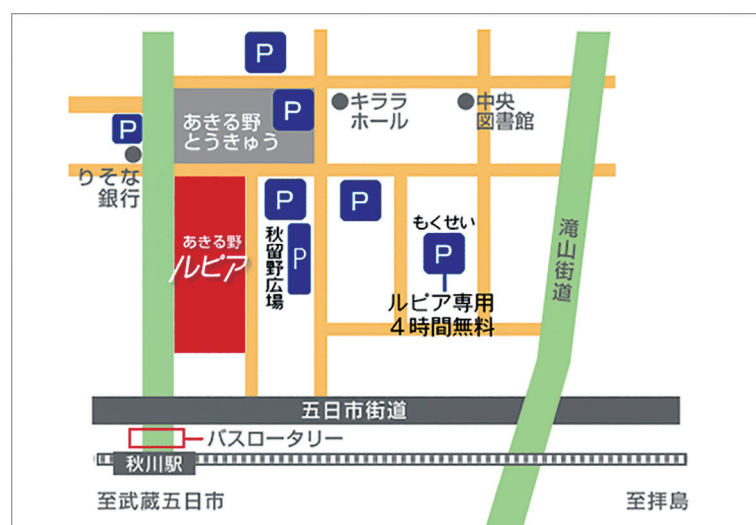 P
P
P
あきる野
とうきゅう
キララ
ホール
中央
図書館
りそな
銀行
P
P
もくせい
P
P
ルピア専用
4時間無料
あきる野
ルピア
秋留野広場
滝山街道
五日市街道
バスロータリー
秋川駅
至武蔵五日市
至拝島